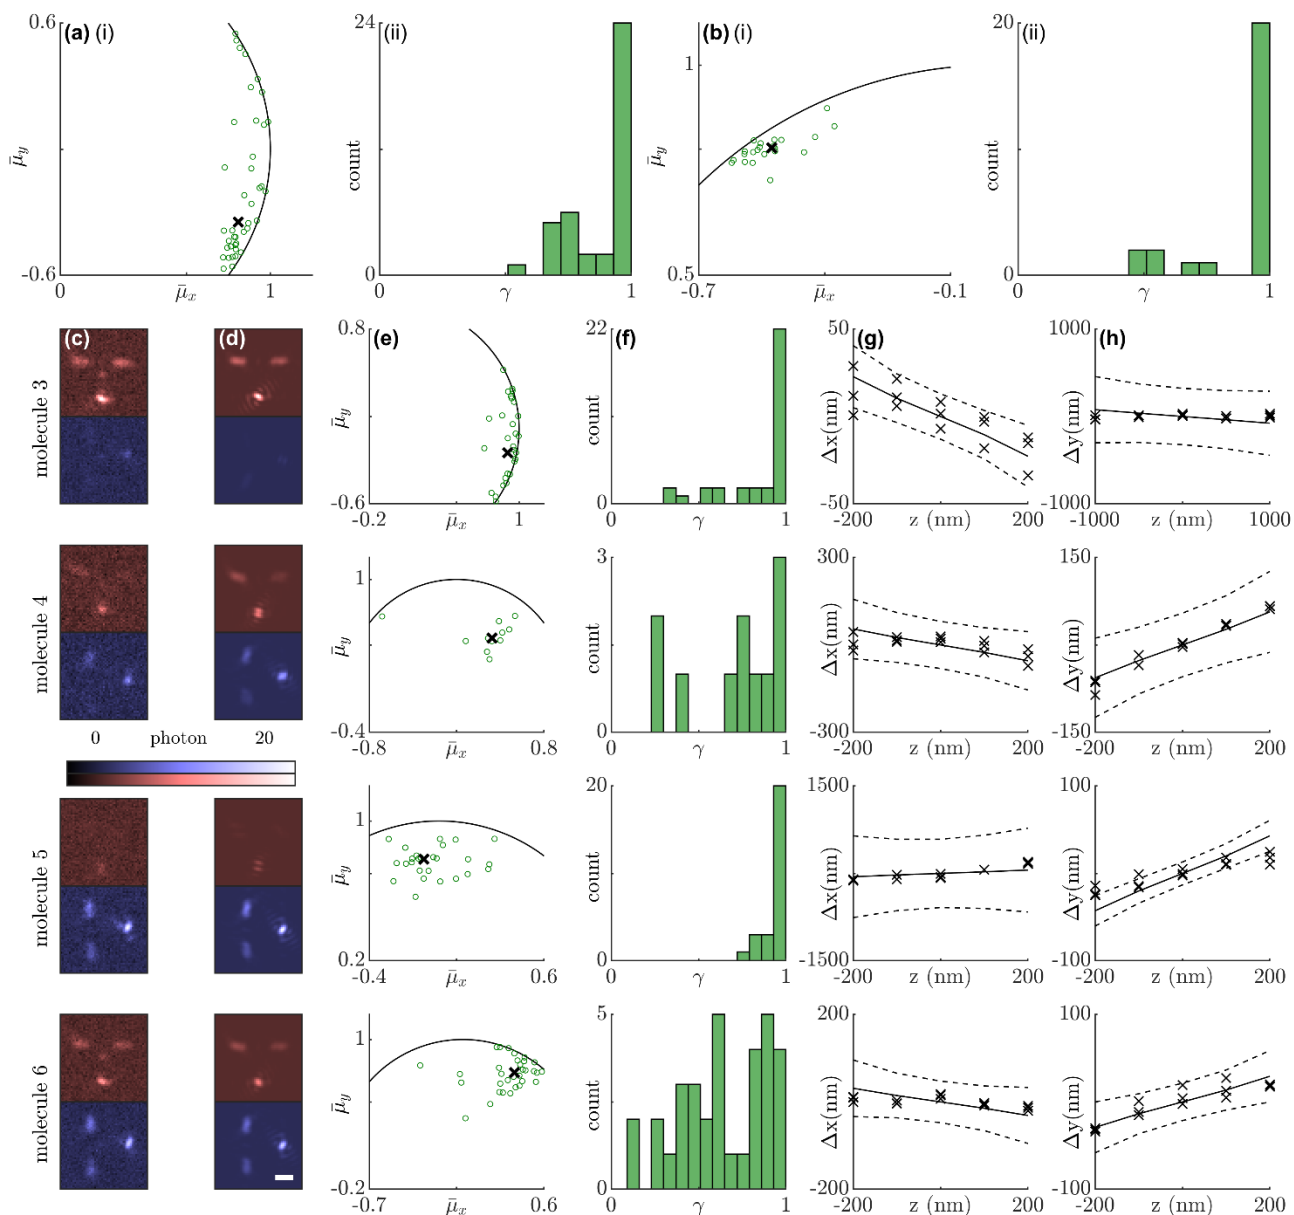 0.6
(a) (i)
-0.6
μ̄y
0
μ̄x
1
24
(ii)
count
0
0
γ
1
(b) (i)
1
μ̄y
0.5
-0.7
μ̄x
-0.1
20
(ii)
count
0
0
γ
1
molecule 3
(c)
(d)
0.8
(e)
μ̄y
-0.6
-0.2
μ̄x
1
22
(f)
count
0
0
γ
1
50
(g)
Δx(nm)
-50
-200
z (nm)
200
1000
(h)
Δy(nm)
-1000
-1000
z (nm)
1000
molecule 4
1
μ̄y
-0.4
-0.8
μ̄x
0.8
3
count
0
0
γ
1
300
Δx(nm)
-300
-200
z (nm)
200
150
Δy(nm)
-150
-200
z (nm)
200
0 photon 20
molecule 5
1
μ̄y
0.2
-0.4
μ̄x
0.6
20
count
0
0
γ
1
1500
Δx(nm)
-1500
-200
z (nm)
200
100
Δy(nm)
-100
-200
z (nm)
200
molecule 6
1
μ̄y
-0.2
-0.7
μ̄x
0.6
5
count
0
0
γ
1
200
Δx(nm)
-200
-200
z (nm)
200
100
Δy(nm)
-100
-200
z (nm)
200